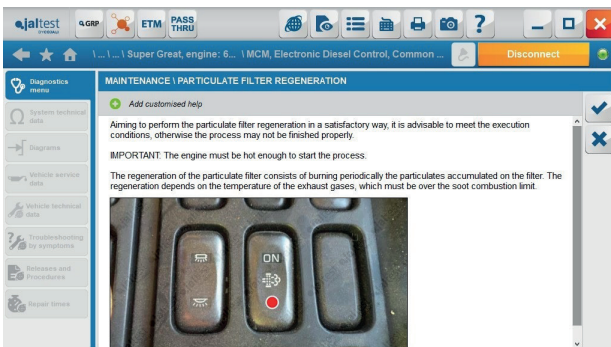 jaltest
GRP
ETM
PASS
THRU
?
\ ... \ ... \ Super Great, engine: 6... \ MCM, Electronic Diesel Control, Common ...
Disconnect
Diagnostics
menu
MAINTENANCE \ PARTICULATE FILTER REGENERATION
Add customised help
System technical
data
Diagrams
Vehicle service
data
Vehicle technical
data
Troubleshooting
by symptoms
Releases and
Procedures
Repair times
Aiming to perform the particulate filter regeneration in a satisfactory way, it is advisable to meet the execution
conditions, otherwise the process may not be finished properly.
IMPORTANT: The engine must be hot enough to start the process.
The regeneration of the particulate filter consists of burning periodically the particulates accumulated on the filter. The
regeneration depends on the temperature of the exhaust gases, which must be over the soot combustion limit.
ON